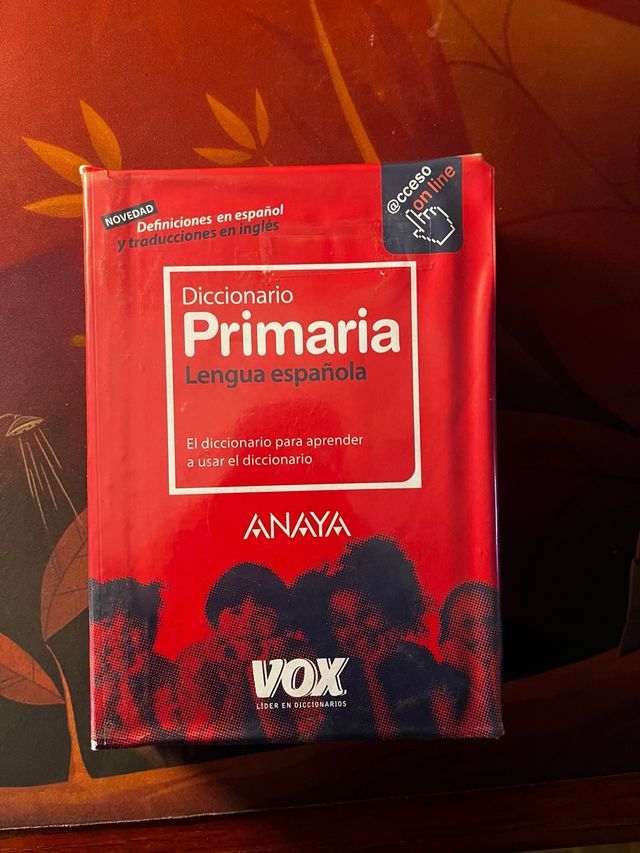 @cceso
on line
NOVEDAD
Definiciones en español
y traducciones en inglés
Diccionario
Primaria
Lengua española
El diccionario para aprender
a usar el diccionario
ANAYA
VOX
LÍDER EN DICCIONARIOS